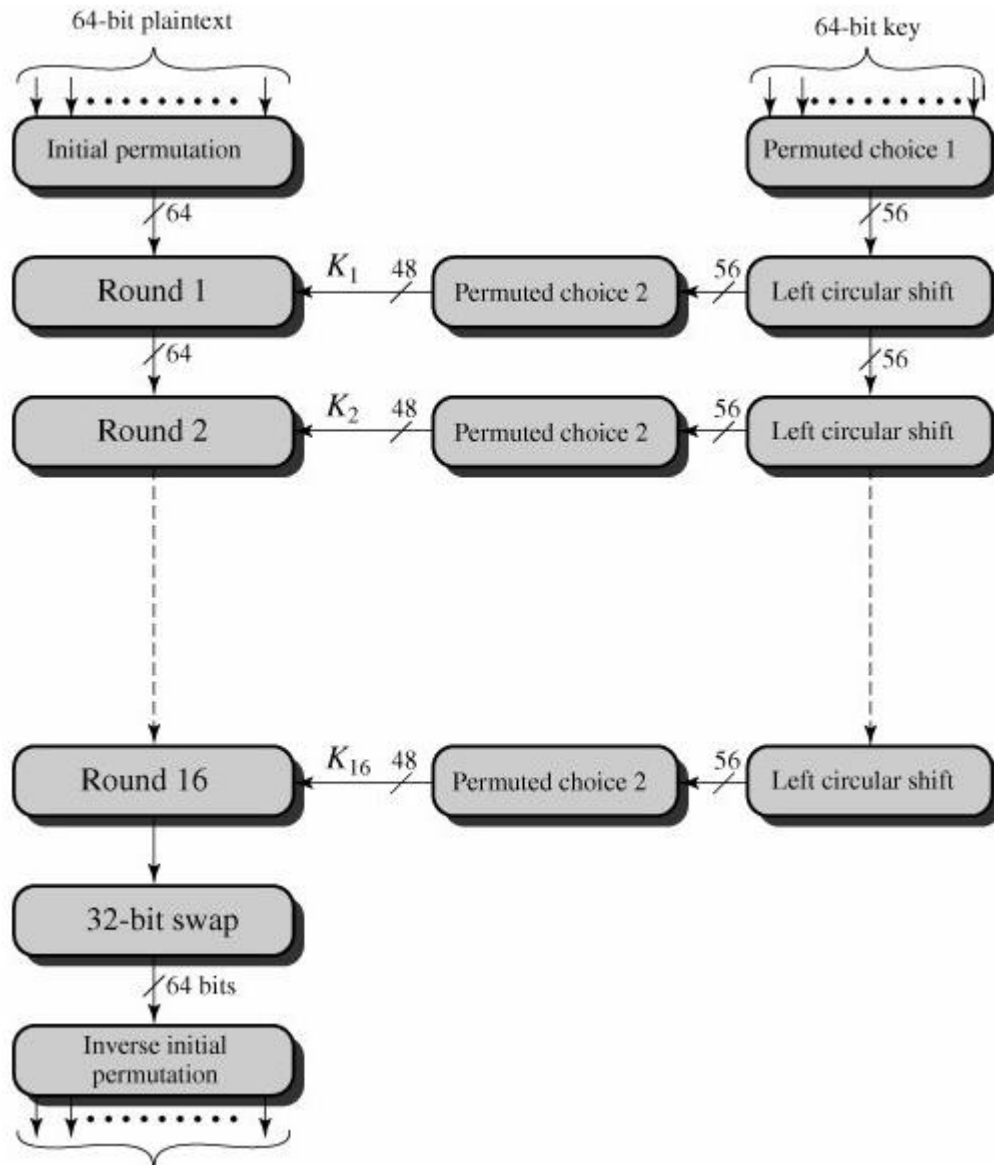 64-bit plaintext
64-bit key
Initial permutation
Permuted choice 1
64
56
Round 1
K1
48
Permuted choice 2
56
Left circular shift
64
56
Round 2
K2
48
Permuted choice 2
56
Left circular shift
Round 16
K16
48
Permuted choice 2
56
Left circular shift
32-bit swap
64 bits
Inverse initial
permutation